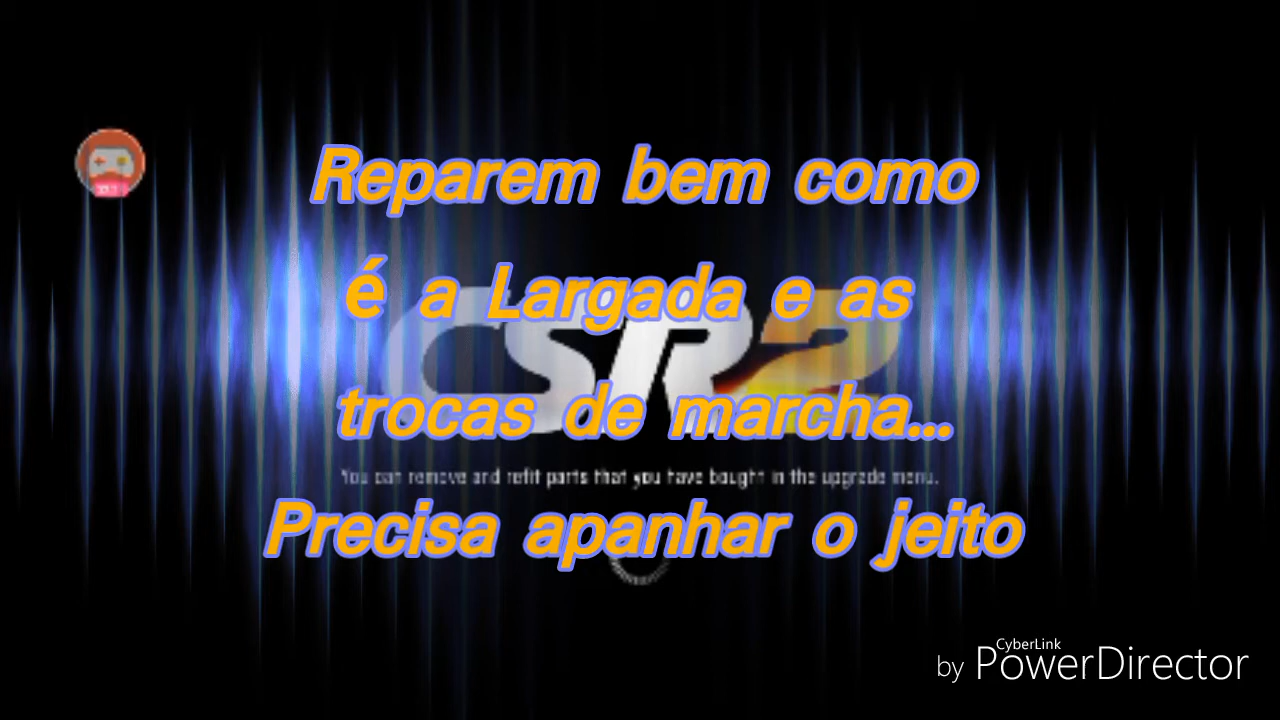 Reparem bem como
é a Largada e as
CSR2
trocas de marcha...
You can remove and refit parts that you have bought in the upgrade menu.
Precisa apanhar o jeito
CyberLink
by PowerDirector